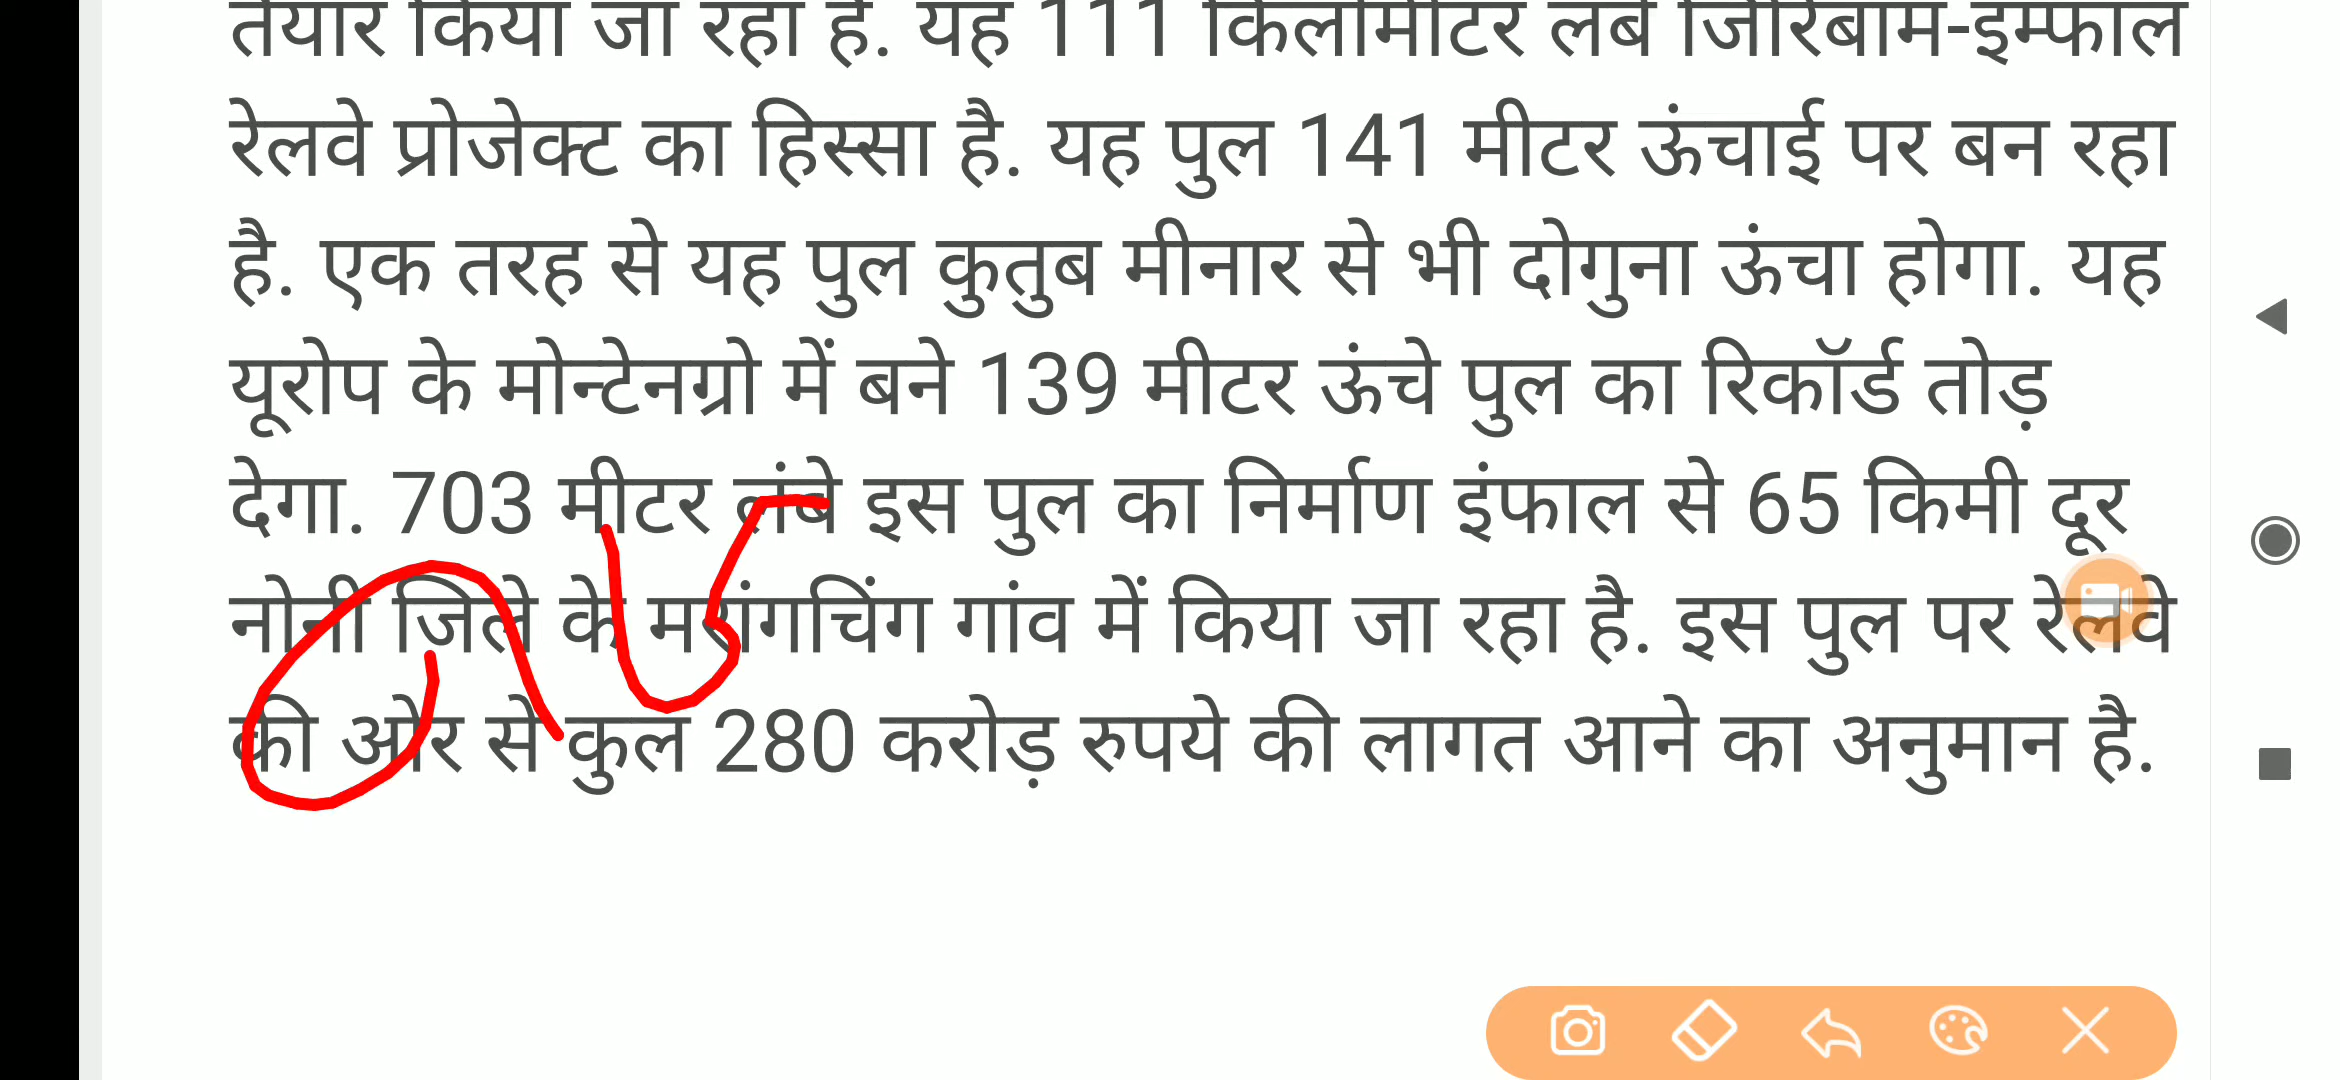 तैयार किया जा रहा है. यह 111 किलोमीटर लंबे जिरिबाम-इम्फाल
रेलवे प्रोजेक्ट का हिस्सा है. यह पुल 141 मीटर ऊंचाई पर बन रहा
है. एक तरह से यह पुल कुतुब मीनार से भी दोगुना ऊंचा होगा. यह
यूरोप के मोन्टेनग्रो में बने 139 मीटर ऊंचे पुल का रिकॉर्ड तोड़
देगा. 703 मीटर लंबे इस पुल का निर्माण इंफाल से 65 किमी दूर
नोनी जिले के मरांगचिंग गांव में किया जा रहा है. इस पुल पर रेलवे
की ओर से कुल 280 करोड़ रुपये की लागत आने का अनुमान है.